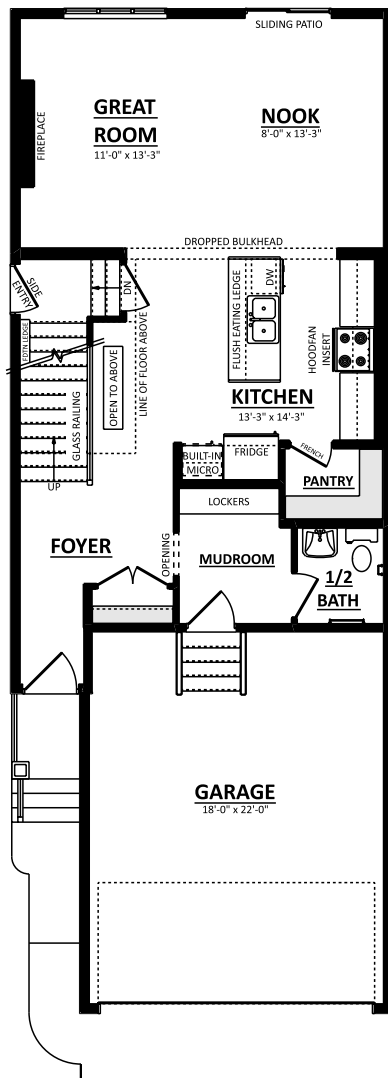 SLIDING PATIO
GREAT
ROOM
11'-0" x 13'-3"
NOOK
8'-0" x 13'-3"
FIREPLACE
DROPPED BULKHEAD
SIDE
ENTRY
DN
FLUSH EATING LEDGE
DW
HOODFAN
INSERT
FDTN LEDGE
GLASS RAILING
OPEN TO ABOVE
LINE OF FLOOR ABOVE
UP
KITCHEN
13'-3" x 14'-3"
BUILT-IN
MICRO
FRIDGE
FRENCH
PANTRY
LOCKERS
FOYER
OPENING
MUDROOM
1/2
BATH
GARAGE
18'-0" x 22'-0"